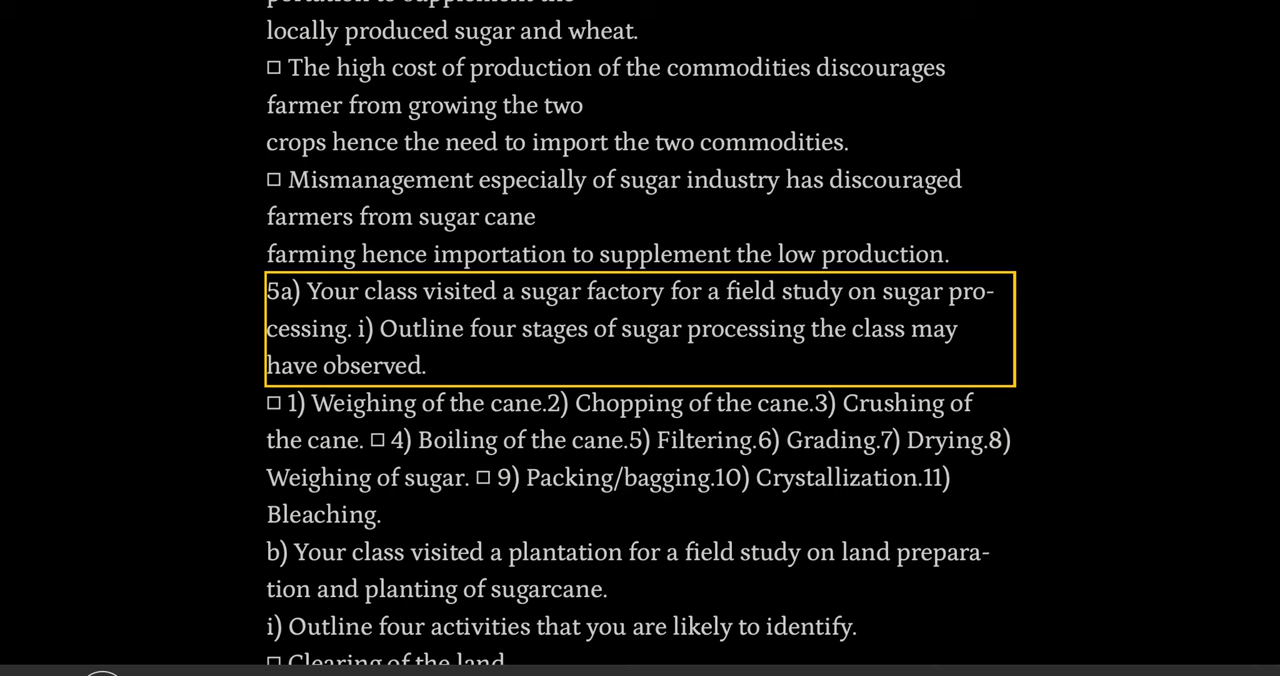 locally produced sugar and wheat.
□ The high cost of production of the commodities discourages
farmer from growing the two
crops hence the need to import the two commodities.
□ Mismanagement especially of sugar industry has discouraged
farmers from sugar cane
farming hence importation to supplement the low production.
5a) Your class visited a sugar factory for a field study on sugar pro-
cessing. i) Outline four stages of sugar processing the class may
have observed.
□ 1) Weighing of the cane.2) Chopping of the cane.3) Crushing of
the cane. □ 4) Boiling of the cane.5) Filtering.6) Grading.7) Drying.8)
Weighing of sugar. □ 9) Packing/bagging.10) Crystallization.11)
Bleaching.
b) Your class visited a plantation for a field study on land prepara-
tion and planting of sugarcane.
i) Outline four activities that you are likely to identify.
□ Clearing of the land